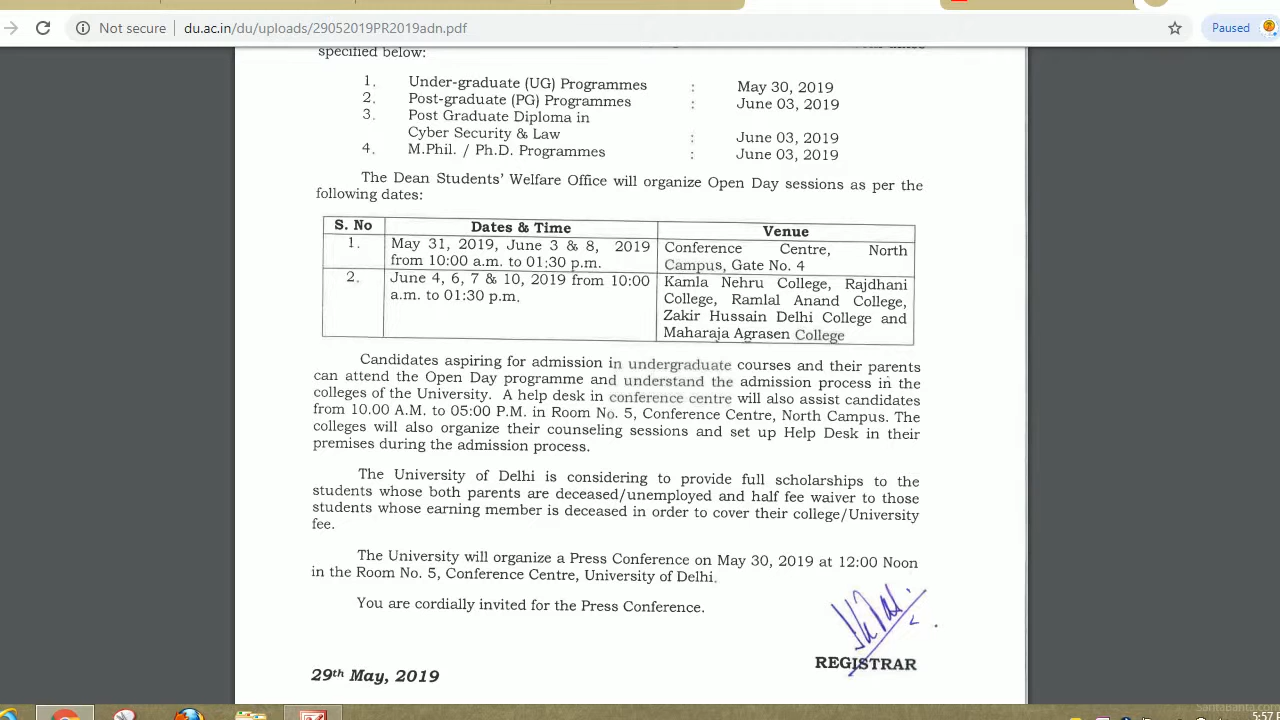 Not secure du.ac.in/du/uploads/29052019PR2019adn.pdf Paused
specified below:
1. Under-graduate (UG) Programmes : May 30, 2019
2. Post-graduate (PG) Programmes : June 03, 2019
3. Post Graduate Diploma in
Cyber Security & Law : June 03, 2019
4. M.Phil. / Ph.D. Programmes : June 03, 2019
The Dean Students’ Welfare Office will organize Open Day sessions as per the
following dates:
S. No Dates & Time Venue
1. May 31, 2019, June 3 & 8, 2019 Conference Centre, North
from 10:00 a.m. to 01:30 p.m. Campus, Gate No. 4
2. June 4, 6, 7 & 10, 2019 from 10:00 Kamla Nehru College, Rajdhani
a.m. to 01:30 p.m. College, Ramlal Anand College,
Zakir Hussain Delhi College and
Maharaja Agrasen College
Candidates aspiring for admission in undergraduate courses and their parents
can attend the Open Day programme and understand the admission process in the
colleges of the University. A help desk in conference centre will also assist candidates
from 10.00 A.M. to 05:00 P.M. in Room No. 5, Conference Centre, North Campus. The
colleges will also organize their counseling sessions and set up Help Desk in their
premises during the admission process.
The University of Delhi is considering to provide full scholarships to the
students whose both parents are deceased/unemployed and half fee waiver to those
students whose earning member is deceased in order to cover their college/University
fee.
The University will organize a Press Conference on May 30, 2019 at 12:00 Noon
in the Room No. 5, Conference Centre, University of Delhi.
You are cordially invited for the Press Conference.
REGISTRAR
29th May, 2019
SantaBanta.com
5:57